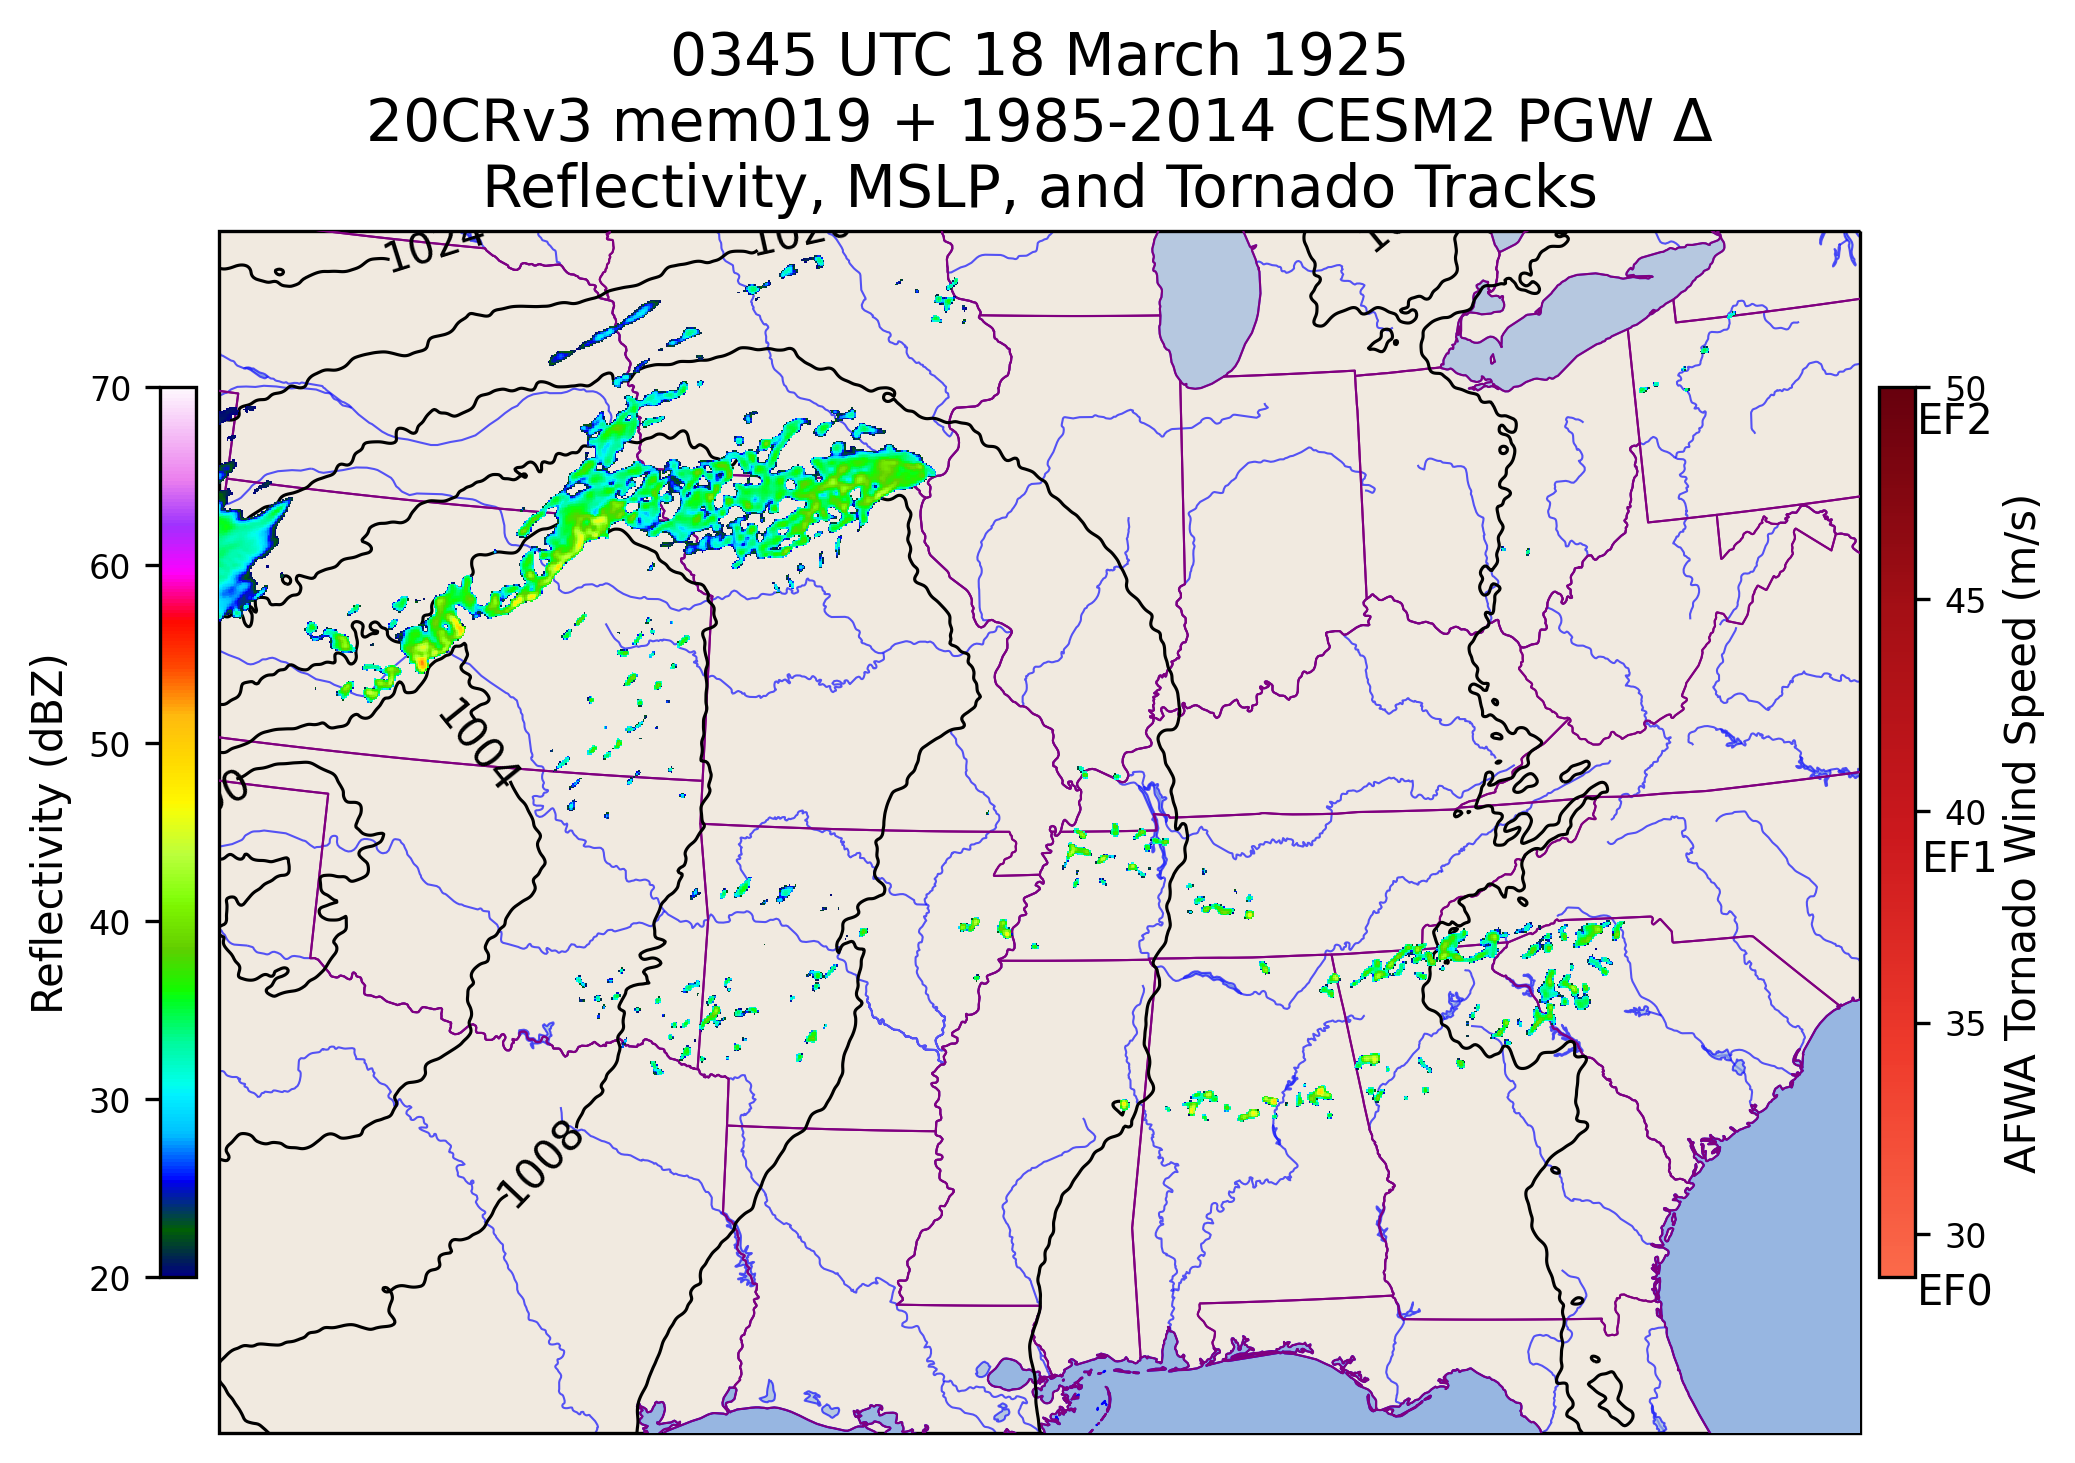 0345 UTC 18 March 1925
20CRv3 mem019 + 1985-2014 CESM2 PGW Δ
Reflectivity, MSLP, and Tornado Tracks
1024
1004
1008
70
60
50
40
30
20
Reflectivity (dBZ)
50
EF2
45
40
EF1
35
30
EF0
AFWA Tornado Wind Speed (m/s)